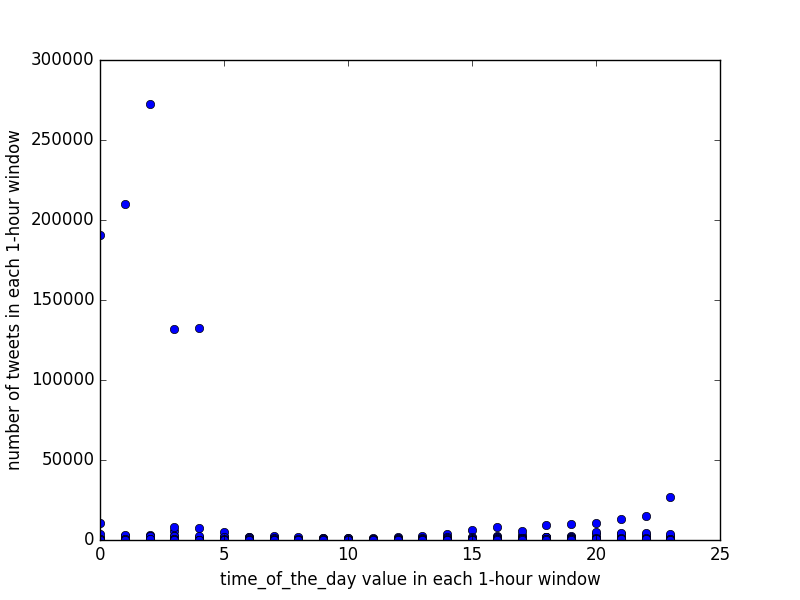 300000
250000
200000
150000
100000
50000
0
0 5 10 15 20 25
time_of_the_day value in each 1-hour window
number of tweets in each 1-hour window